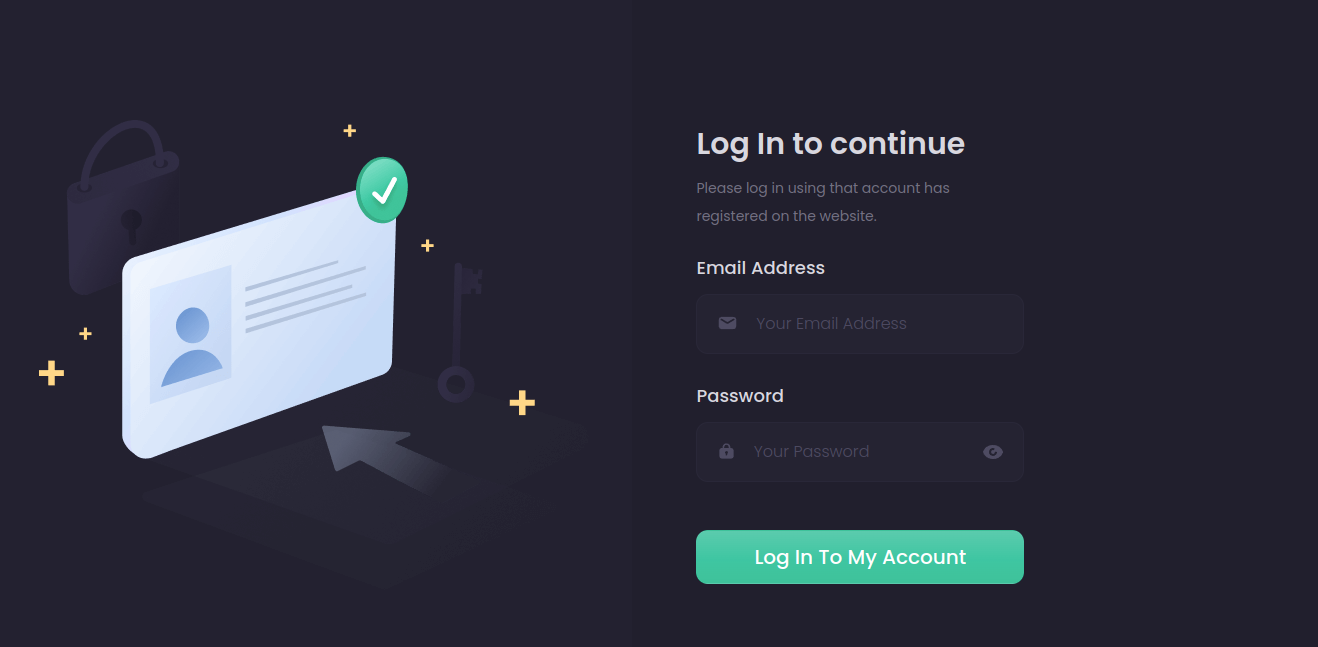 Log In to continue
Please log in using that account has
registered on the website.
Email Address
Your Email Address
Password
Your Password
Log In To My Account